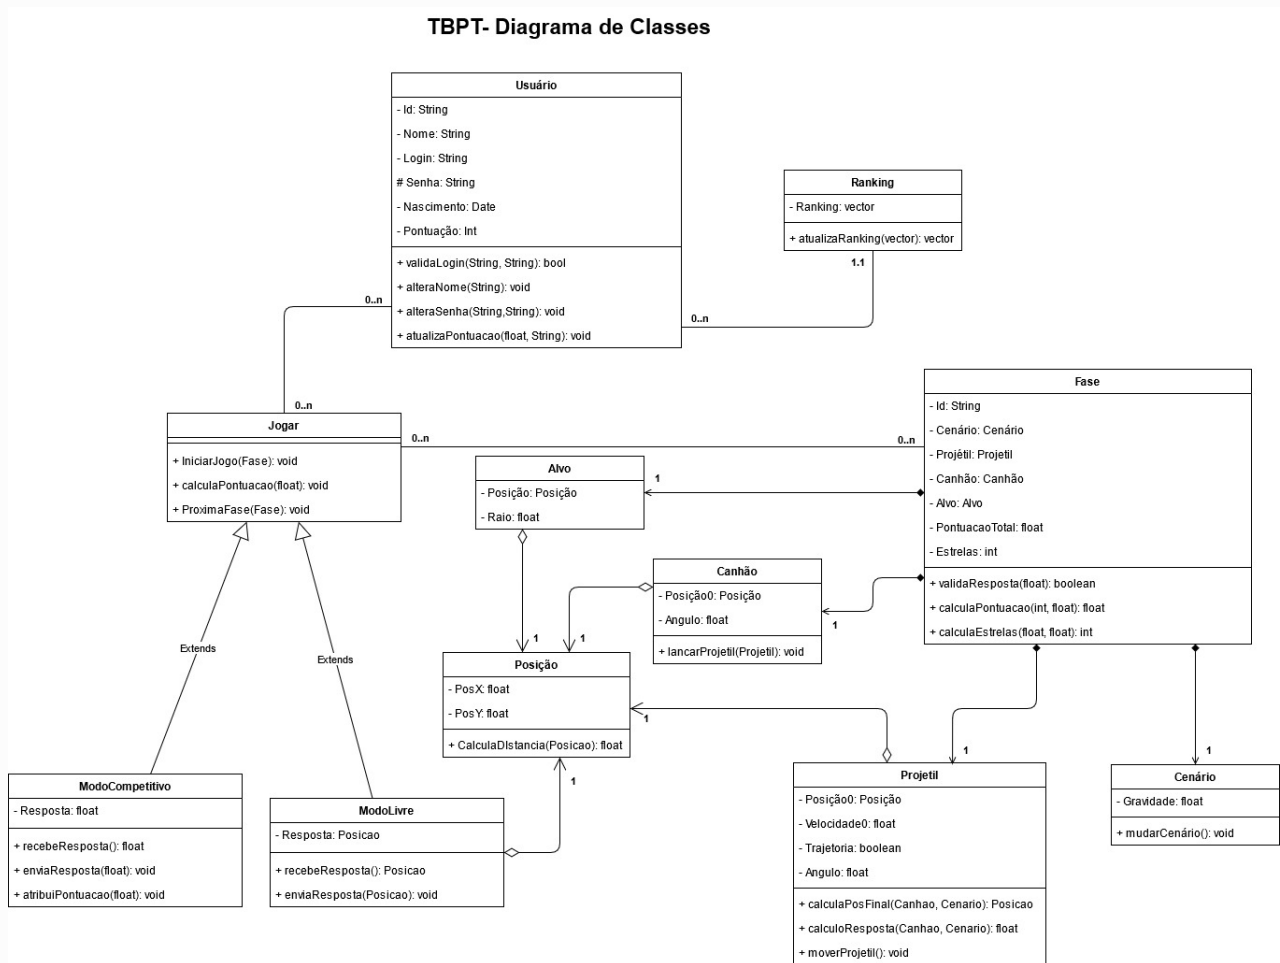 TBPT- Diagrama de Classes
Usuário
- Id: String
- Nome: String
- Login: String
# Senha: String
- Nascimento: Date
- Pontuação: Int
+ validaLogin(String, String): bool
+ alteraNome(String): void
+ alteraSenha(String,String): void
+ atualizaPontuacao(float, String): void
Ranking
- Ranking: vector
+ atualizaRanking(vector): vector
1.1
0..n
0..n
0..n
Jogar
+ IniciarJogo(Fase): void
+ calculaPontuacao(float): void
+ ProximaFase(Fase): void
0..n
0..n
Fase
- Id: String
- Cenário: Cenário
- Projétil: Projetil
- Canhão: Canhão
- Alvo: Alvo
- PontuacaoTotal: float
- Estrelas: int
+ validaResposta(float): boolean
+ calculaPontuacao(int, float): float
+ calculaEstrelas(float, float): int
Alvo
- Posição: Posição
- Raio: float
1
Canhão
- Posição0: Posição
- Angulo: float
+ lancarProjetil(Projetil): void
1
Extends
Extends
1
1
Posição
- PosX: float
- PosY: float
+ CalculaDIstancia(Posicao): float
1
1
1
1
ModoCompetitivo
- Resposta: float
+ recebeResposta(): float
+ enviaResposta(float): void
+ atribuiPontuacao(float): void
ModoLivre
- Resposta: Posicao
+ recebeResposta(): Posicao
+ enviaResposta(Posicao): void
Projetil
- Posição0: Posição
- Velocidade0: float
- Trajetoria: boolean
- Angulo: float
+ calculaPosFinal(Canhao, Cenario): Posicao
+ calculoResposta(Canhao, Cenario): float
+ moverProjetil(): void
Cenário
- Gravidade: float
+ mudarCenário(): void